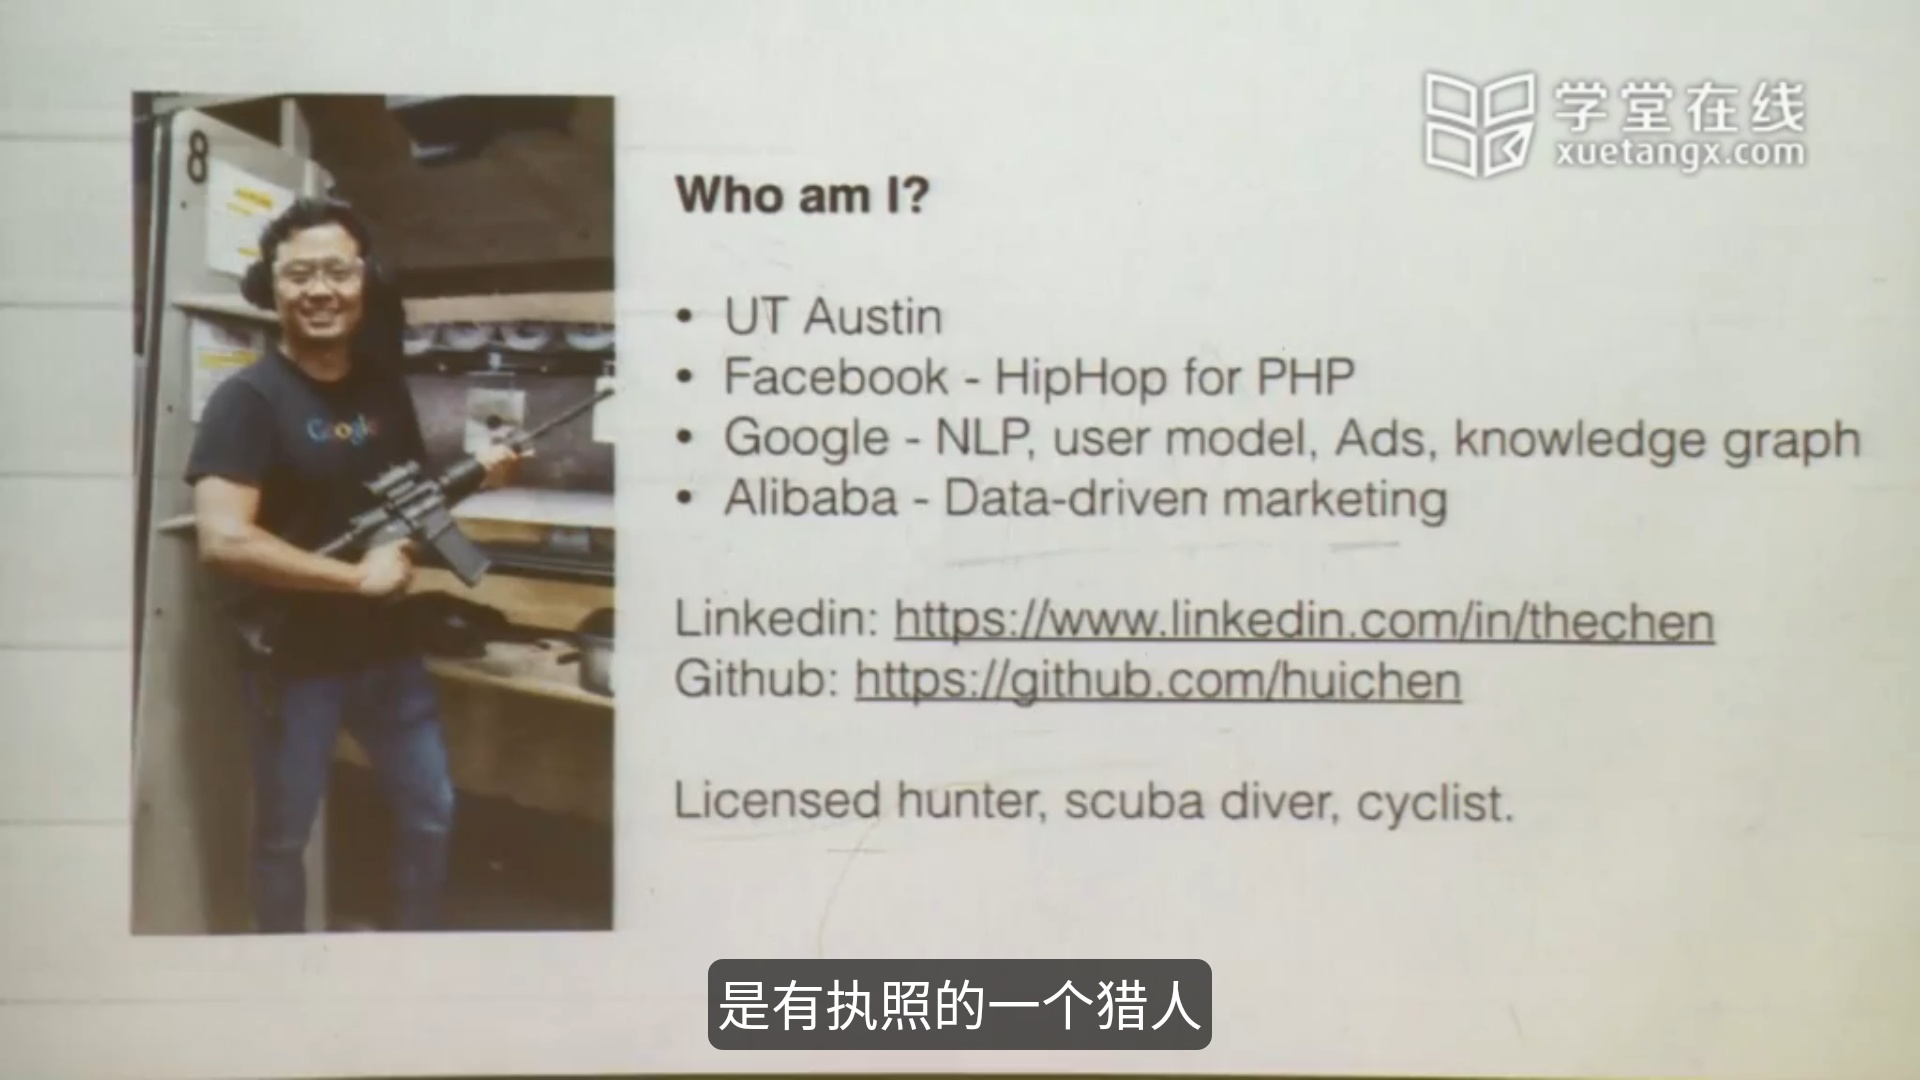 8
学堂在线
xuetangx.com
Who am I?
• UT Austin
• Facebook - HipHop for PHP
• Google - NLP, user model, Ads, knowledge graph
• Alibaba - Data-driven marketing
Google
Linkedin: https://www.linkedin.com/in/thechen
Github: https://github.com/huichen
Licensed hunter, scuba diver, cyclist.
是有执照的一个猎人